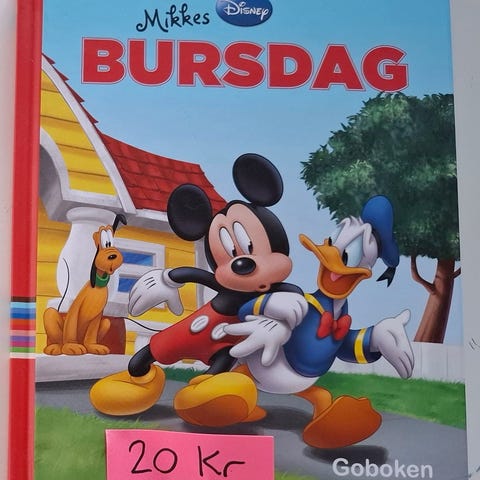 Mikkes Disney
BURSDAG
20 Kr
Goboken